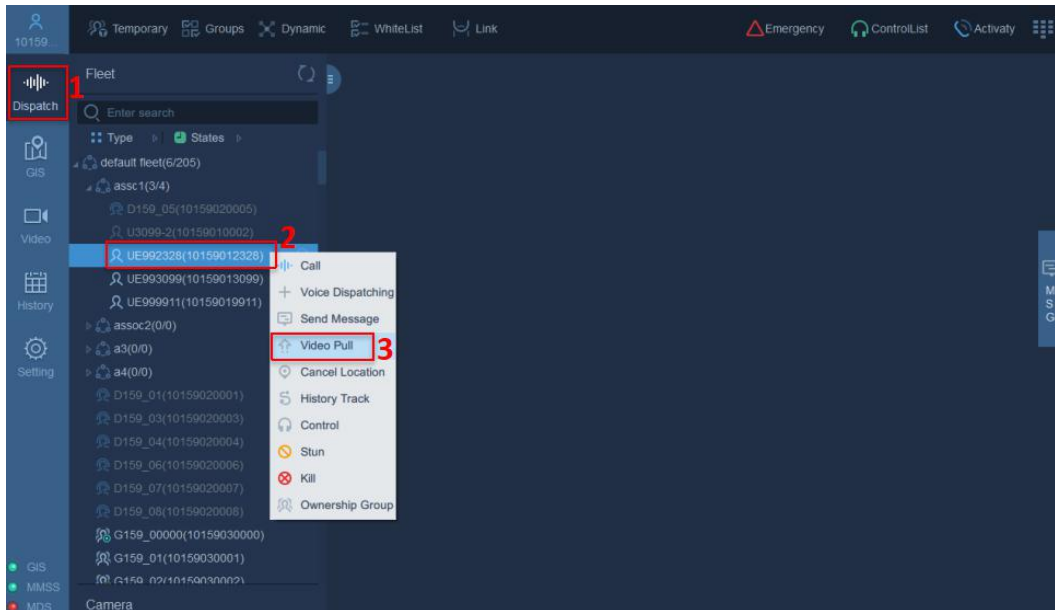 10159...
Temporary Groups Dynamic WhiteList Link Emergency ControlList Activaty
1
Dispatch
GIS
Video
History
Setting
GIS
MMSS
MDS
Fleet
Enter search
Type States
default fleet(6/205)
assc1(3/4)
D159_05(10159020005)
U3099-2(10159010002)
2
UE992328(10159012328)
UE993099(10159013099)
UE999911(10159019911)
assoc2(0/0)
a3(0/0)
a4(0/0)
D159_01(10159020001)
D159_03(10159020003)
D159_04(10159020004)
D159_06(10159020006)
D159_07(10159020007)
D159_08(10159020008)
G159_00000(10159030000)
G159_01(10159030001)
G159_02(10159030002)
Camera
Call
Voice Dispatching
Send Message
Video Pull
3
Cancel Location
History Track
Control
Stun
Kill
Ownership Group
M
S
G